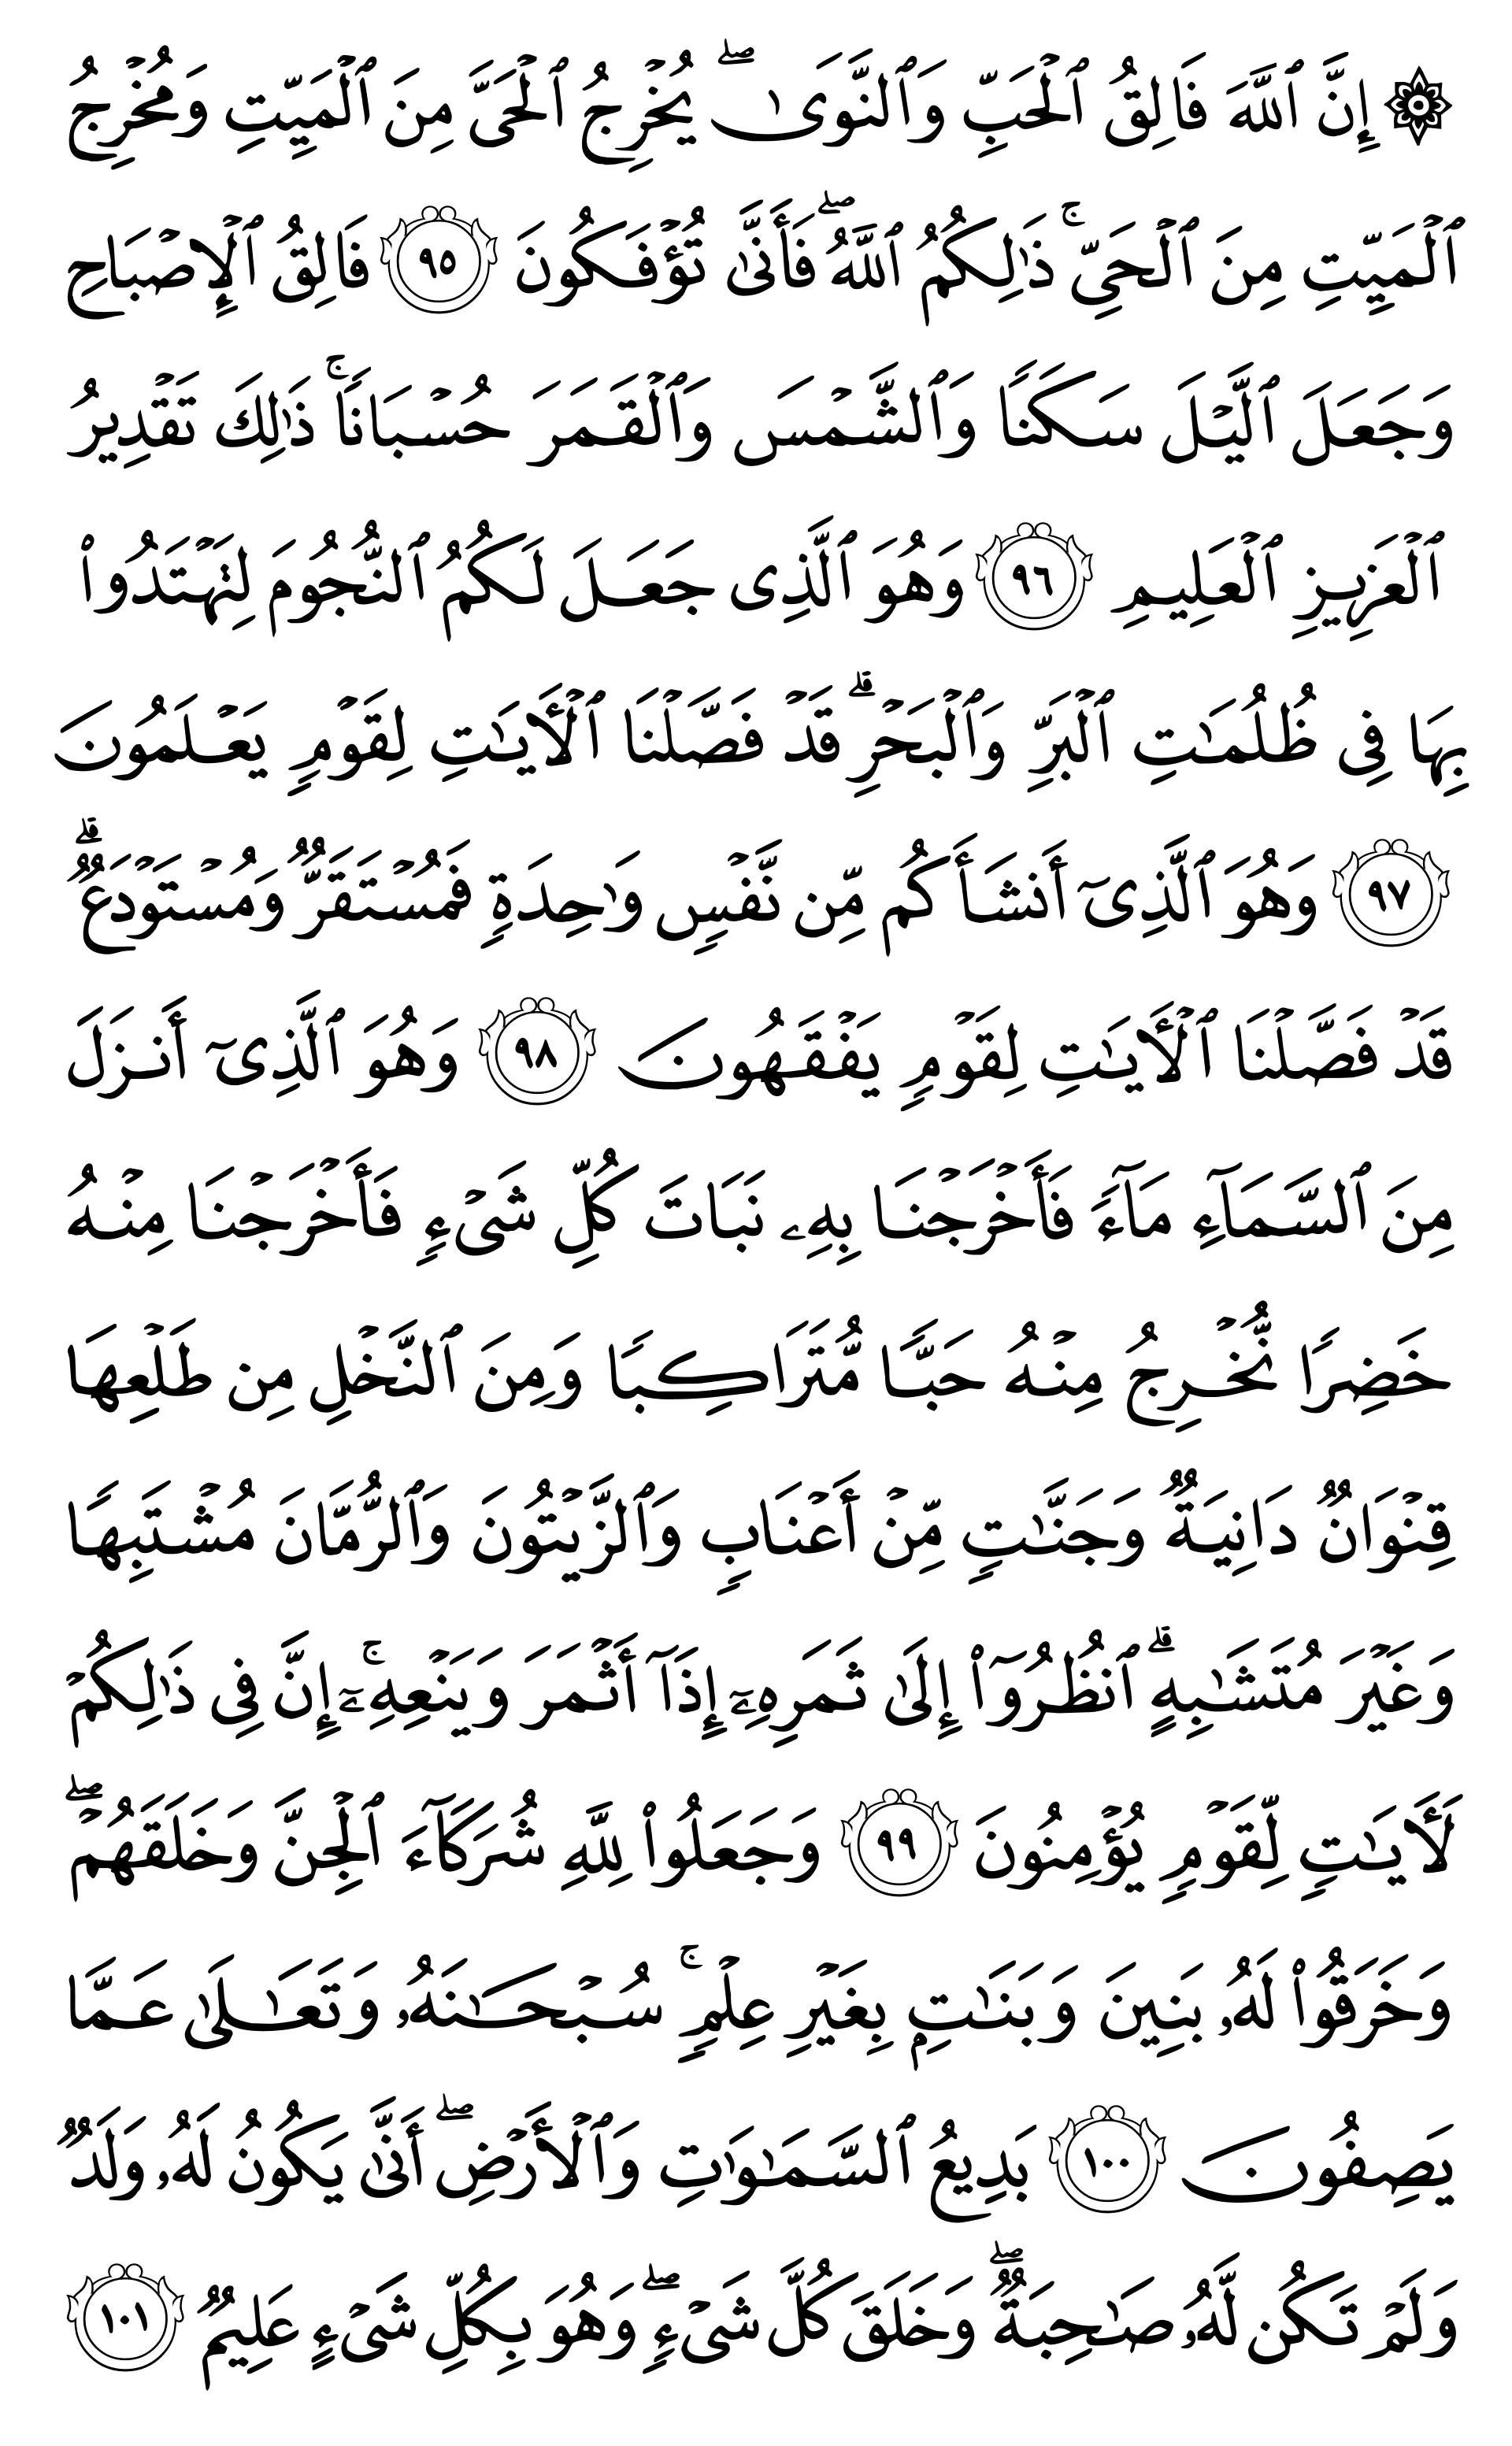 ۞ إِنَّ ٱللَّهَ فَالِقُ ٱلْحَبِّ وَٱلنَّوَىٰ ۖ يُخْرِجُ ٱلْحَىَّ مِنَ ٱلْمَيِّتِ وَمُخْرِجُ
ٱلْمَيِّتِ مِنَ ٱلْحَىِّ ۚ ذَٰلِكُمُ ٱللَّهُ ۖ فَأَنَّىٰ تُؤْفَكُونَ ٩٥ فَالِقُ ٱلْإِصْبَاحِ
وَجَعَلَ ٱلَّيْلَ سَكَنًا وَٱلشَّمْسَ وَٱلْقَمَرَ حُسْبَانًا ۚ ذَٰلِكَ تَقْدِيرُ
ٱلْعَزِيزِ ٱلْعَلِيمِ ٩٦ وَهُوَ ٱلَّذِى جَعَلَ لَكُمُ ٱلنُّجُومَ لِتَهْتَدُوا۟
بِهَا فِى ظُلُمَٰتِ ٱلْبَرِّ وَٱلْبَحْرِ ۗ قَدْ فَصَّلْنَا ٱلْءَايَٰتِ لِقَوْمٍ يَعْلَمُونَ
٩٧ وَهُوَ ٱلَّذِىٓ أَنشَأَكُم مِّن نَّفْسٍ وَٰحِدَةٍ فَمُسْتَقَرٌّ وَمُسْتَوْدَعٌ ۗ
قَدْ فَصَّلْنَا ٱلْءَايَٰتِ لِقَوْمٍ يَفْقَهُونَ ٩٨ وَهُوَ ٱلَّذِىٓ أَنزَلَ
مِنَ ٱلسَّمَآءِ مَآءً فَأَخْرَجْنَا بِهِۦ نَبَاتَ كُلِّ شَىْءٍ فَأَخْرَجْنَا مِنْهُ
خَضِرًا نُّخْرِجُ مِنْهُ حَبًّا مُّتَرَاكِبًا وَمِنَ ٱلنَّخْلِ مِن طَلْعِهَا
قِنْوَانٌ دَانِيَةٌ وَجَنَّٰتٍ مِّنْ أَعْنَابٍ وَٱلزَّيْتُونَ وَٱلرُّمَّانَ مُشْتَبِهًا
وَغَيْرَ مُتَشَٰبِهٍ ۗ ٱنظُرُوٓا۟ إِلَىٰ ثَمَرِهِۦٓ إِذَآ أَثْمَرَ وَيَنْعِهِۦٓ ۚ إِنَّ فِى ذَٰلِكُمْ
لَءَايَٰتٍ لِّقَوْمٍ يُؤْمِنُونَ ٩٩ وَجَعَلُوا۟ لِلَّهِ شُرَكَآءَ ٱلْجِنَّ وَخَلَقَهُمْ ۖ
وَخَرَقُوا۟ لَهُۥ بَنِينَ وَبَنَٰتٍۭ بِغَيْرِ عِلْمٍ ۚ سُبْحَٰنَهُۥ وَتَعَٰلَىٰ عَمَّا
يَصِفُونَ ١٠٠ بَدِيعُ ٱلسَّمَٰوَٰتِ وَٱلْأَرْضِ ۖ أَنَّىٰ يَكُونُ لَهُۥ وَلَدٌ
وَلَمْ تَكُن لَّهُۥ صَٰحِبَةٌ ۖ وَخَلَقَ كُلَّ شَىْءٍ ۖ وَهُوَ بِكُلِّ شَىْءٍ عَلِيمٌ ١٠١